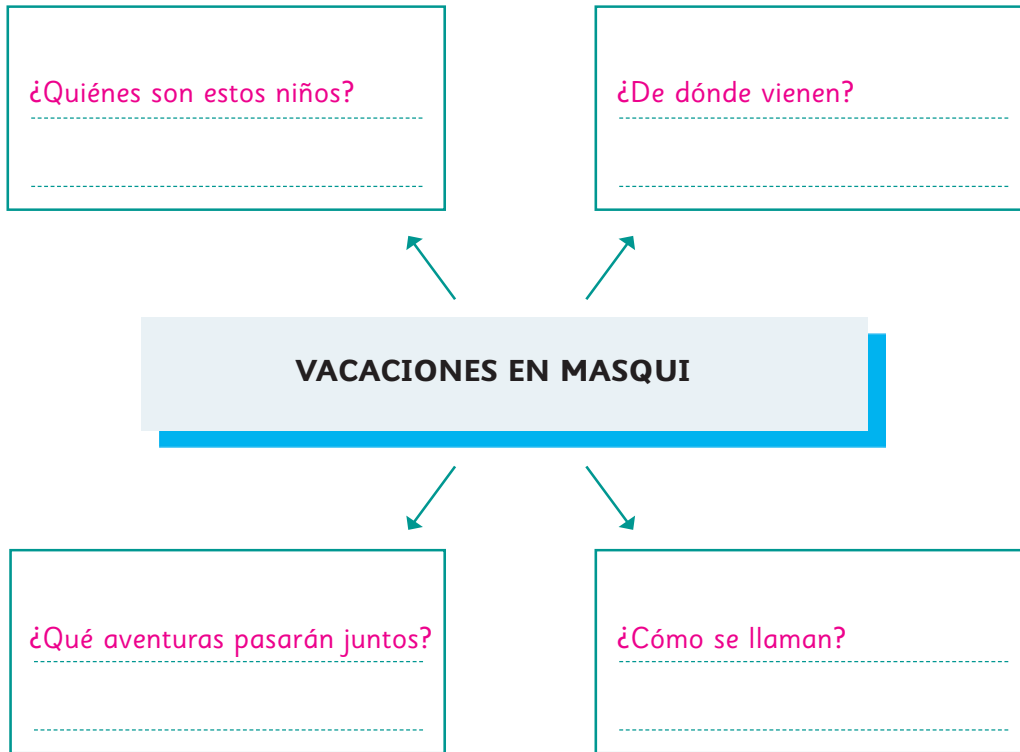 ¿Quiénes son estos niños?
¿De dónde vienen?
VACACIONES EN MASQUI
¿Qué aventuras pasarán juntos?
¿Cómo se llaman?